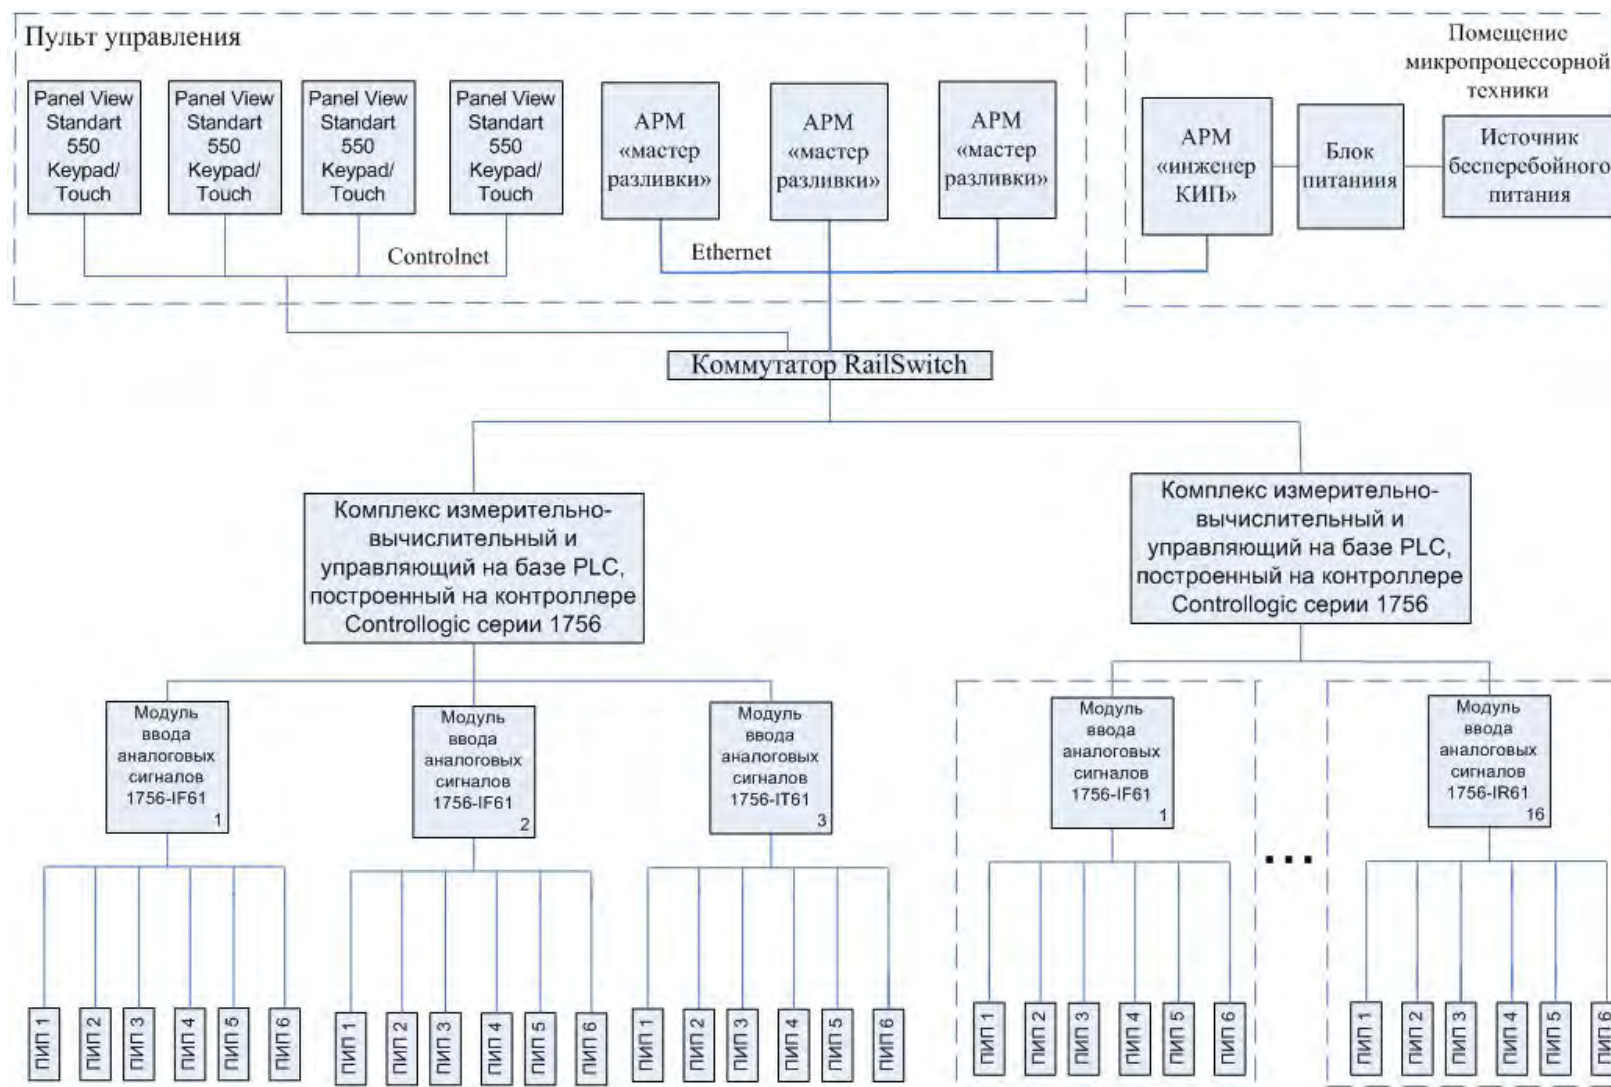 Пульт управления
Помещение
микропроцессорной
техники
Panel View
Standart
550
Keypad/
Touch
Panel View
Standart
550
Keypad/
Touch
Panel View
Standart
550
Keypad/
Touch
Panel View
Standart
550
Keypad/
Touch
АРМ
«мастер
разливки»
АРМ
«мастер
разливки»
АРМ
«мастер
разливки»
АРМ
«инженер
КИП»
Блок
питаниия
Источник
бесперебойного
питания
Controlnet
Ethernet
Коммутатор RailSwitch
Комплекс измерительно-
вычислительный и
управляющий на базе PLC,
построенный на контроллере
Controllogic серии 1756
Комплекс измерительно-
вычислительный и
управляющий на базе PLC,
построенный на контроллере
Controllogic серии 1756
Модуль
ввода
аналоговых
сигналов
1756-IF61
1
Модуль
ввода
аналоговых
сигналов
1756-IF61
2
Модуль
ввода
аналоговых
сигналов
1756-IT61
3
Модуль
ввода
аналоговых
сигналов
1756-IF61
1
...
Модуль
ввода
аналоговых
сигналов
1756-IR61
16
ПИП 1
ПИП 2
ПИП 3
ПИП 4
ПИП 5
ПИП 6
ПИП 1
ПИП 2
ПИП 3
ПИП 4
ПИП 5
ПИП 6
ПИП 1
ПИП 2
ПИП 3
ПИП 4
ПИП 5
ПИП 6
ПИП 1
ПИП 2
ПИП 3
ПИП 4
ПИП 5
ПИП 6
ПИП 1
ПИП 2
ПИП 3
ПИП 4
ПИП 5
ПИП 6